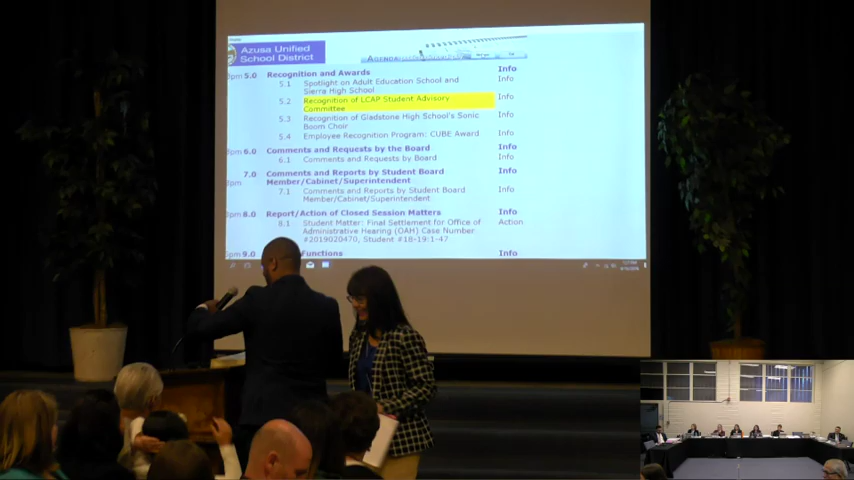 Azusa Unified
School District
AGENDA
5.0 Recognition and Awards Info
5.1 Spotlight on Adult Education School and Info
Sierra High School
5.2 Recognition of LCAP Student Advisory Info
Committee
5.3 Recognition of Gladstone High School's Sonic Info
Boom Choir
5.4 Employee Recognition Program: CUBE Award Info
6.0 Comments and Requests by the Board Info
6.1 Comments and Requests by Board Info
7.0 Comments and Reports by Student Board Info
Member/Cabinet/Superintendent
7.1 Comments and Reports by Student Board Info
Member/Cabinet/Superintendent
8.0 Report/Action of Closed Session Matters Info
8.1 Student Matter: Final Settlement for Office of Action
Administrative Hearing (OAH) Case Number
#2019020470, Student #18-19:1-47
9.0 Functions Info